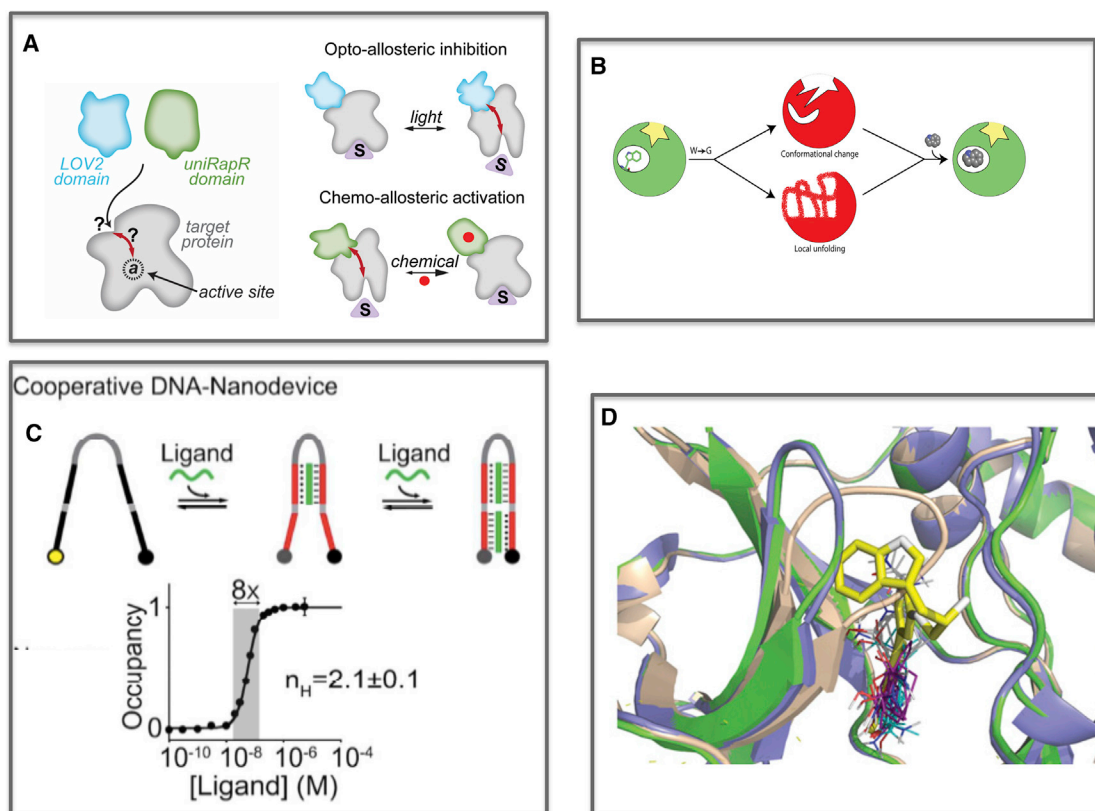 A
Opto-allosteric inhibition
light
S
S
LOV2
domain
uniRapR
domain
?
?
target
protein
a
active site
Chemo-allosteric activation
chemical
S
S
B
W→G
Conformational change
Local unfolding
Cooperative DNA-Nanodevice
C
Ligand
Ligand
8x
1
0
Occupancy
n_H=2.1±0.1
10^-10
10^-8
10^-6
10^-4
[Ligand] (M)
D